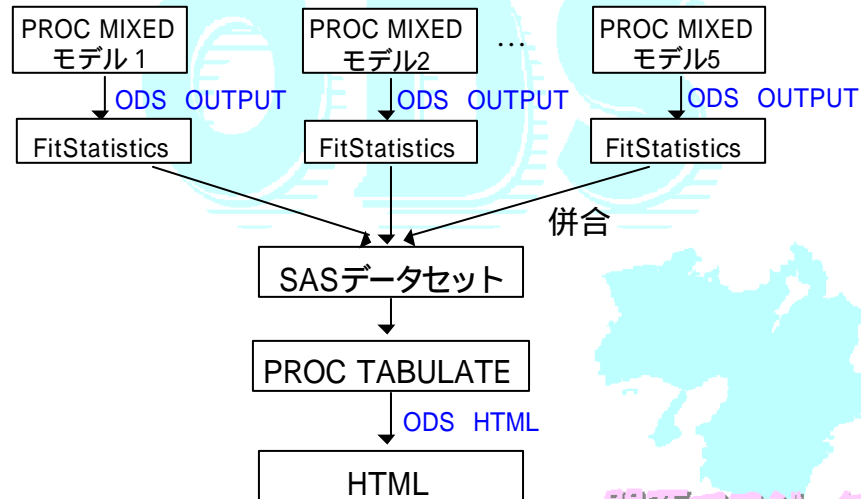 PROC MIXED PROC MIXED … PROC MIXED
モデル 1 モデル2 モデル5
ODS OUTPUT ODS OUTPUT ODS OUTPUT
FitStatistics FitStatistics FitStatistics
併合
SASデータセット
PROC TABULATE
ODS HTML
HTML
ODS